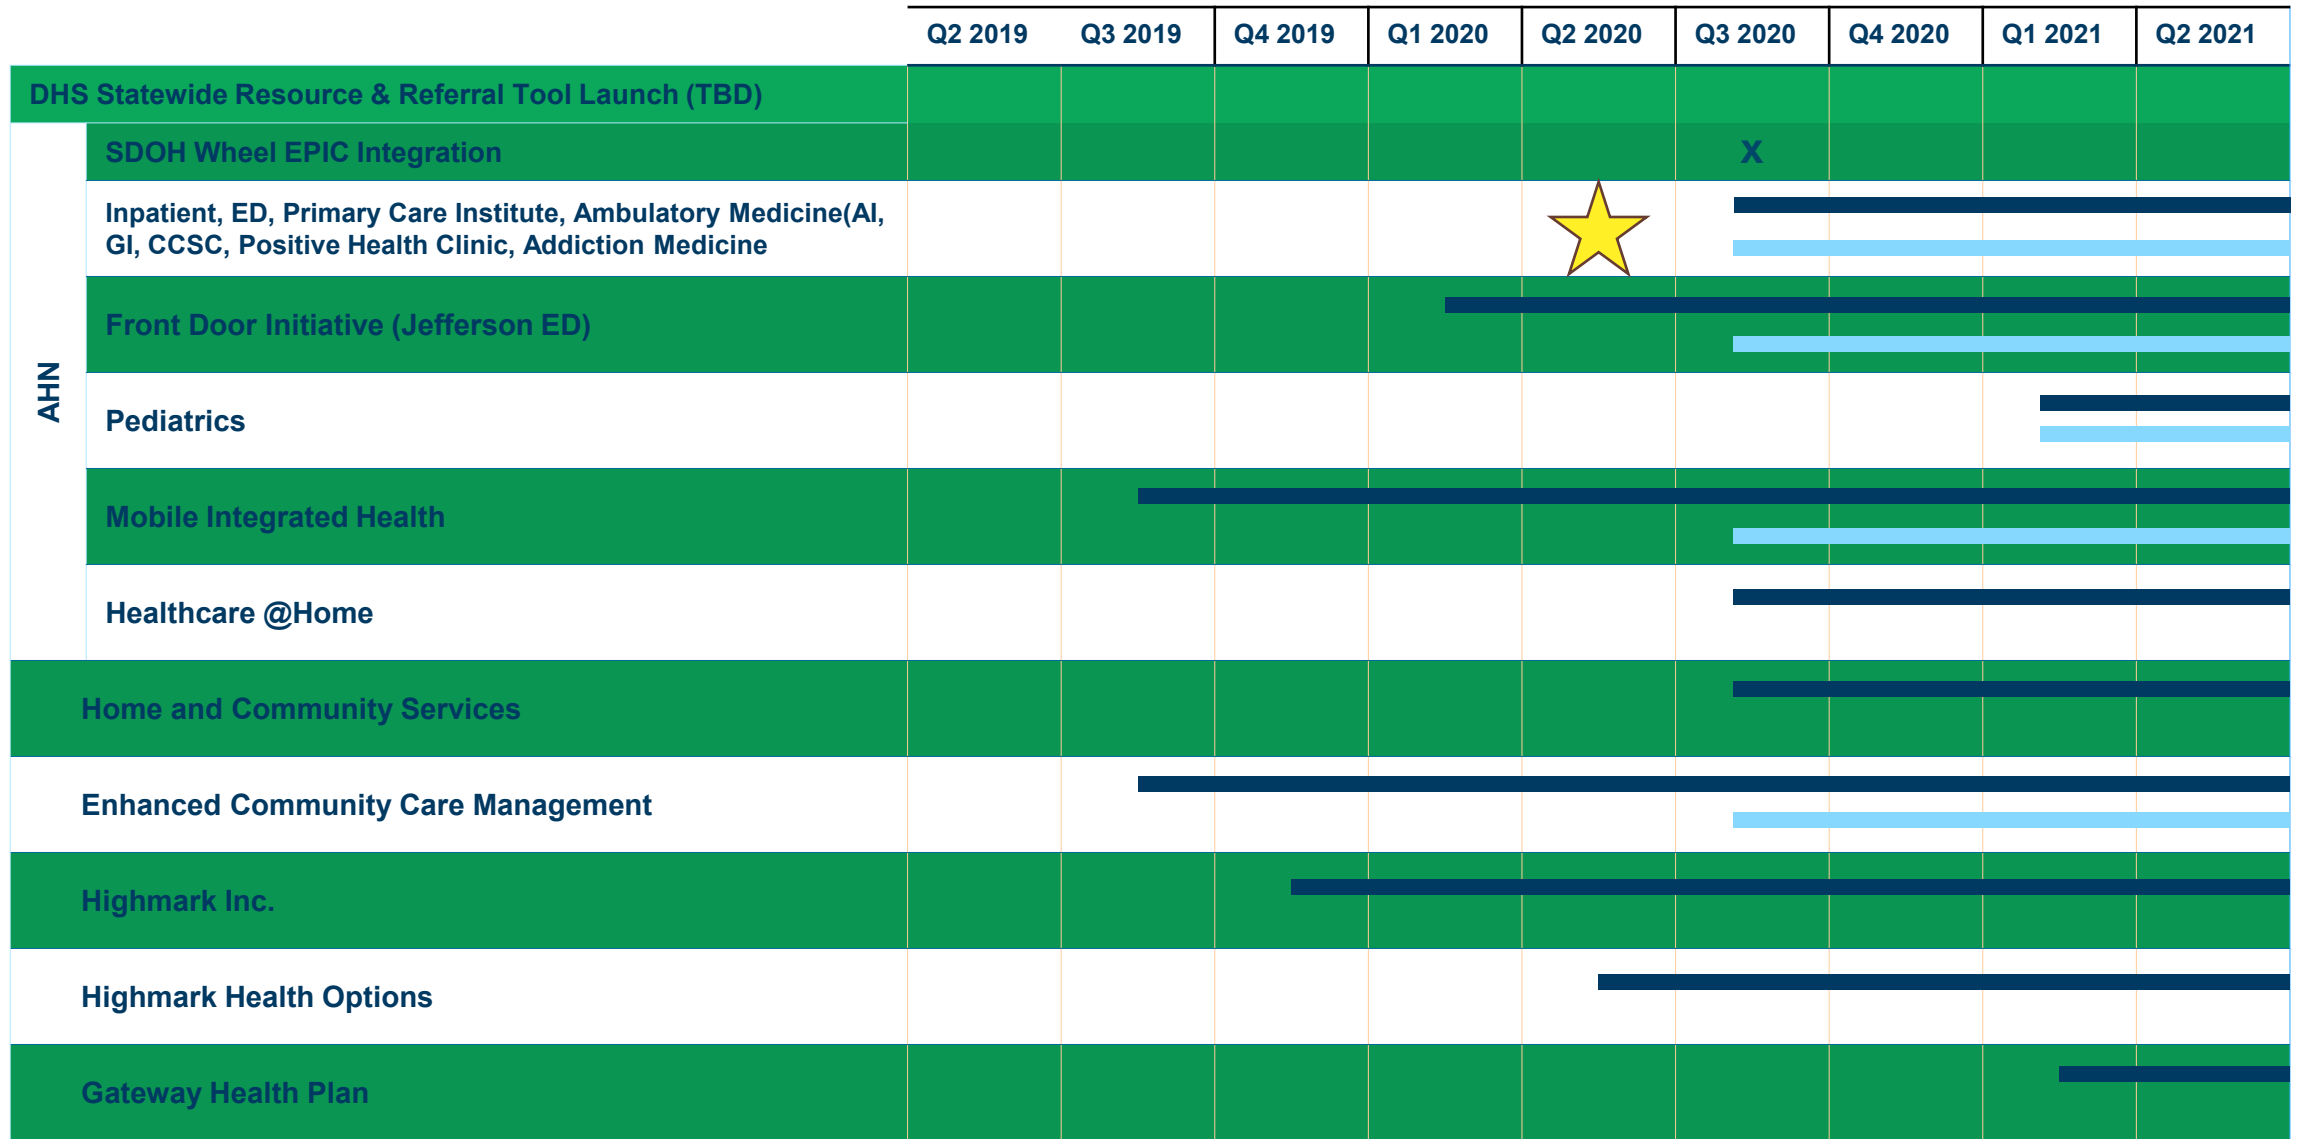 Q2 2019 Q3 2019 Q4 2019 Q1 2020 Q2 2020 Q3 2020 Q4 2020 Q1 2021 Q2 2021
DHS Statewide Resource & Referral Tool Launch (TBD)
AHN
SDOH Wheel EPIC Integration
X
Inpatient, ED, Primary Care Institute, Ambulatory Medicine(AI,
GI, CCSC, Positive Health Clinic, Addiction Medicine
Front Door Initiative (Jefferson ED)
Pediatrics
Mobile Integrated Health
Healthcare @Home
Home and Community Services
Enhanced Community Care Management
Highmark Inc.
Highmark Health Options
Gateway Health Plan